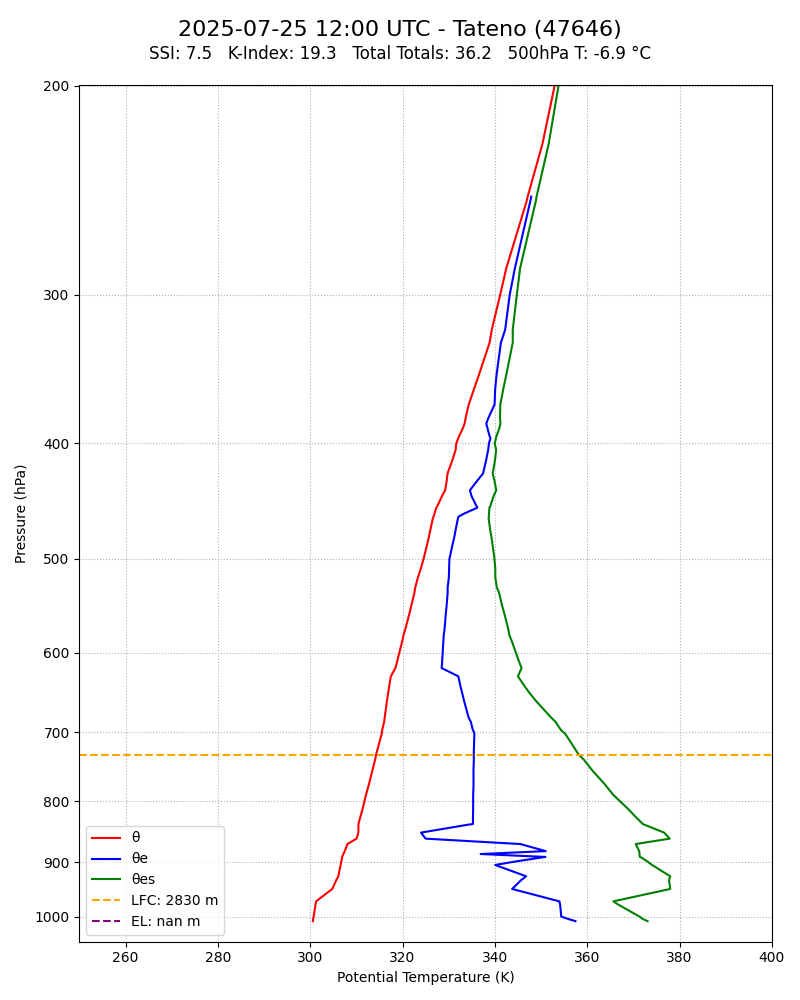 2025-07-25 12:00 UTC - Tateno (47646)
SSI: 7.5   K-Index: 19.3   Total Totals: 36.2   500hPa T: -6.9 °C
200
300
400
500
600
700
800
900
1000
Pressure (hPa)
θ
θe
θes
LFC: 2830 m
EL: nan m
260 280 300 320 340 360 380 400
Potential Temperature (K)